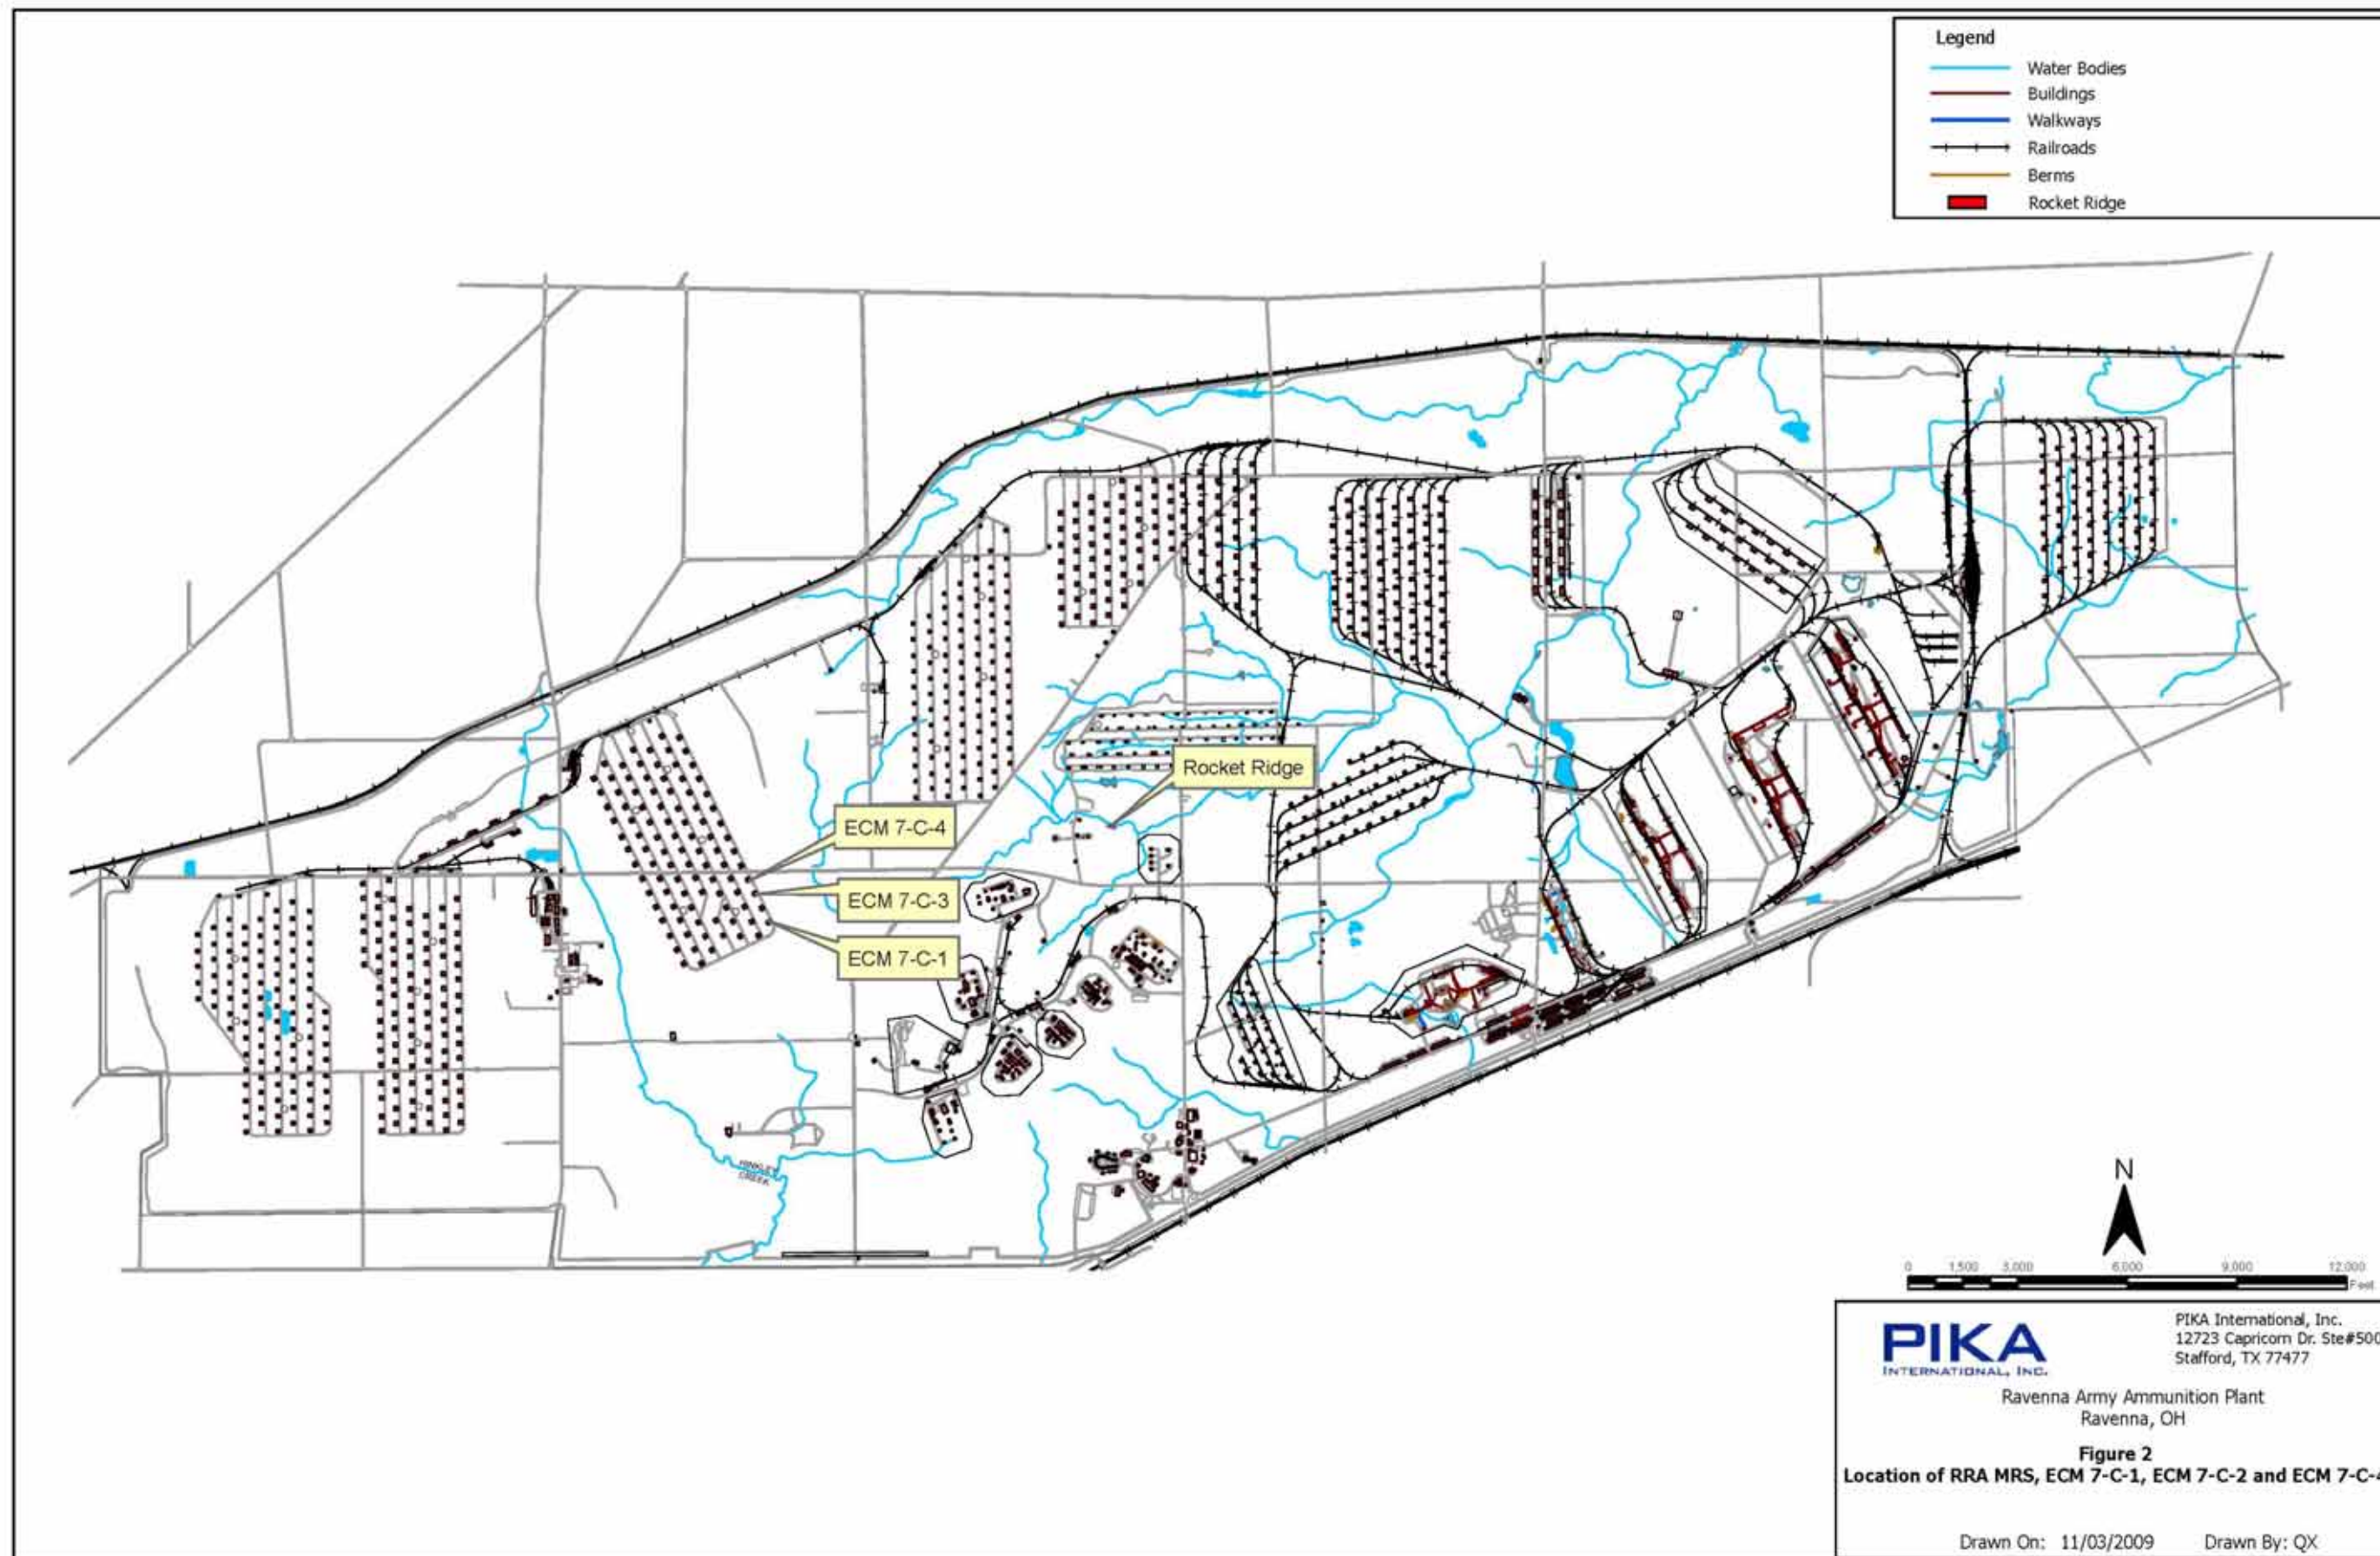 Legend
Water Bodies
Buildings
Walkways
Railroads
Berms
Rocket Ridge
Rocket Ridge
ECM 7-C-4
ECM 7-C-3
ECM 7-C-1
HINKLEY
CREEK
N
0 1,500 3,000 6,000 9,000 12,000
Feet
PIKA
INTERNATIONAL, INC.
PIKA International, Inc.
12723 Capricorn Dr. Ste#500
Stafford, TX 77477
Ravenna Army Ammunition Plant
Ravenna, OH
Figure 2
Location of RRA MRS, ECM 7-C-1, ECM 7-C-2 and ECM 7-C-4
Drawn On: 11/03/2009 Drawn By: QX